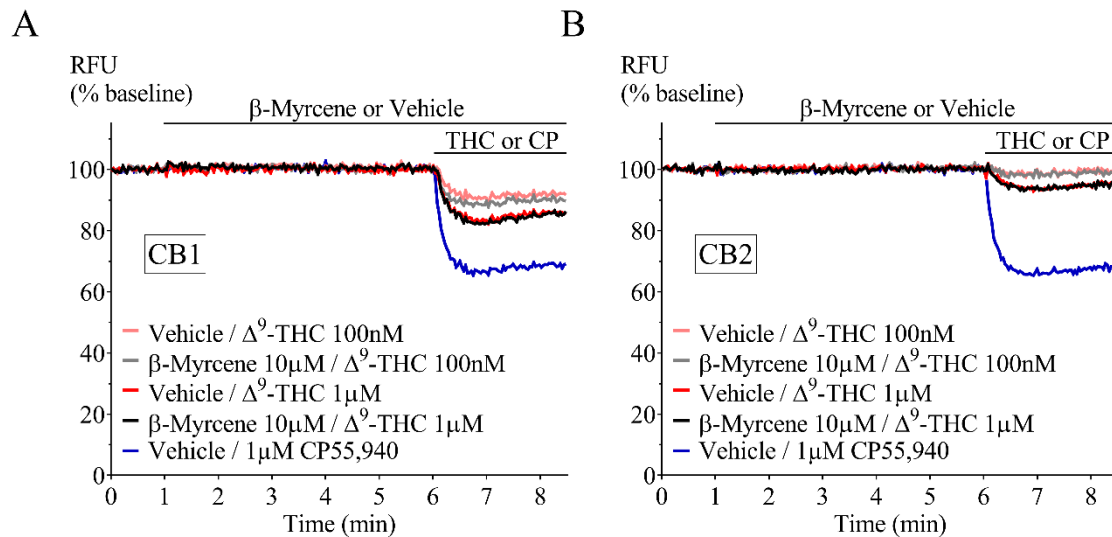 A
RFU
(% baseline)
β-Myrcene or Vehicle
THC or CP
100
80
60
40
20
0
CB1
Vehicle / Δ⁹-THC 100nM
β-Myrcene 10μM / Δ⁹-THC 100nM
Vehicle / Δ⁹-THC 1μM
β-Myrcene 10μM / Δ⁹-THC 1μM
Vehicle / 1μM CP55,940
0 1 2 3 4 5 6 7 8
Time (min)
B
RFU
(% baseline)
β-Myrcene or Vehicle
THC or CP
100
80
60
40
20
0
CB2
Vehicle / Δ⁹-THC 100nM
β-Myrcene 10μM / Δ⁹-THC 100nM
Vehicle / Δ⁹-THC 1μM
β-Myrcene 10μM / Δ⁹-THC 1μM
Vehicle / 1μM CP55,940
0 1 2 3 4 5 6 7 8
Time (min)